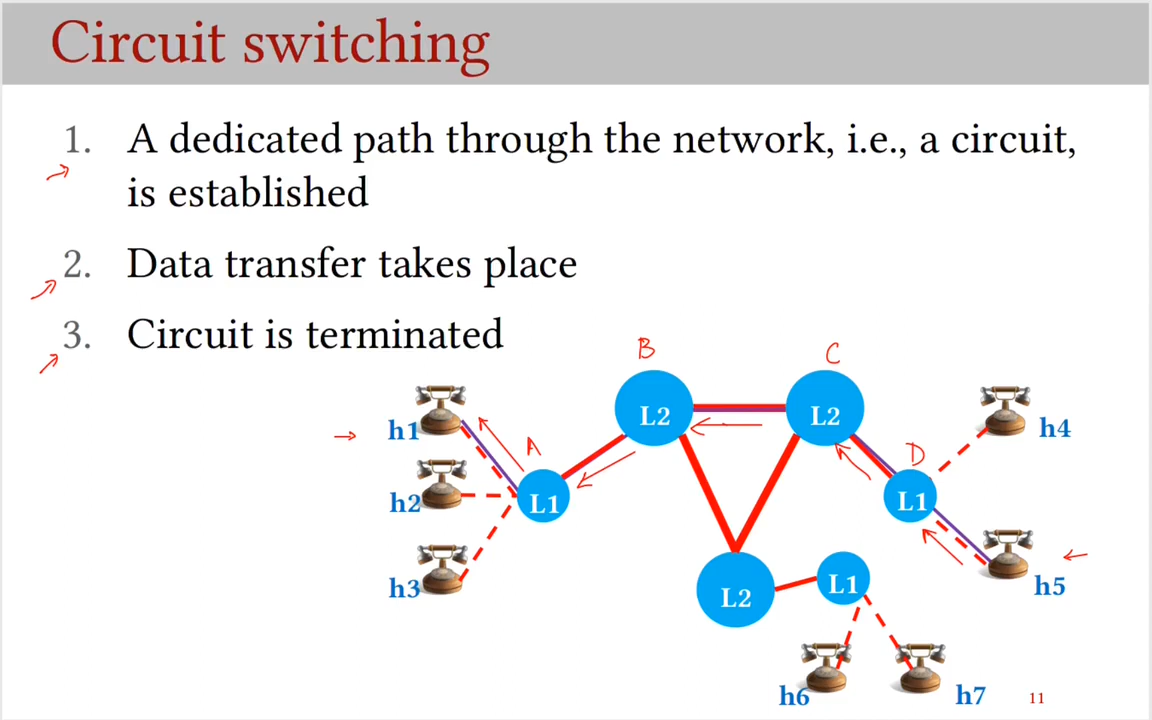 Circuit switching
1. A dedicated path through the network, i.e., a circuit,
is established
2. Data transfer takes place
3. Circuit is terminated
B
C
L2
L2
h1
h4
A
D
h2
L1
L1
h3
h5
L2
L1
h6
h7
11